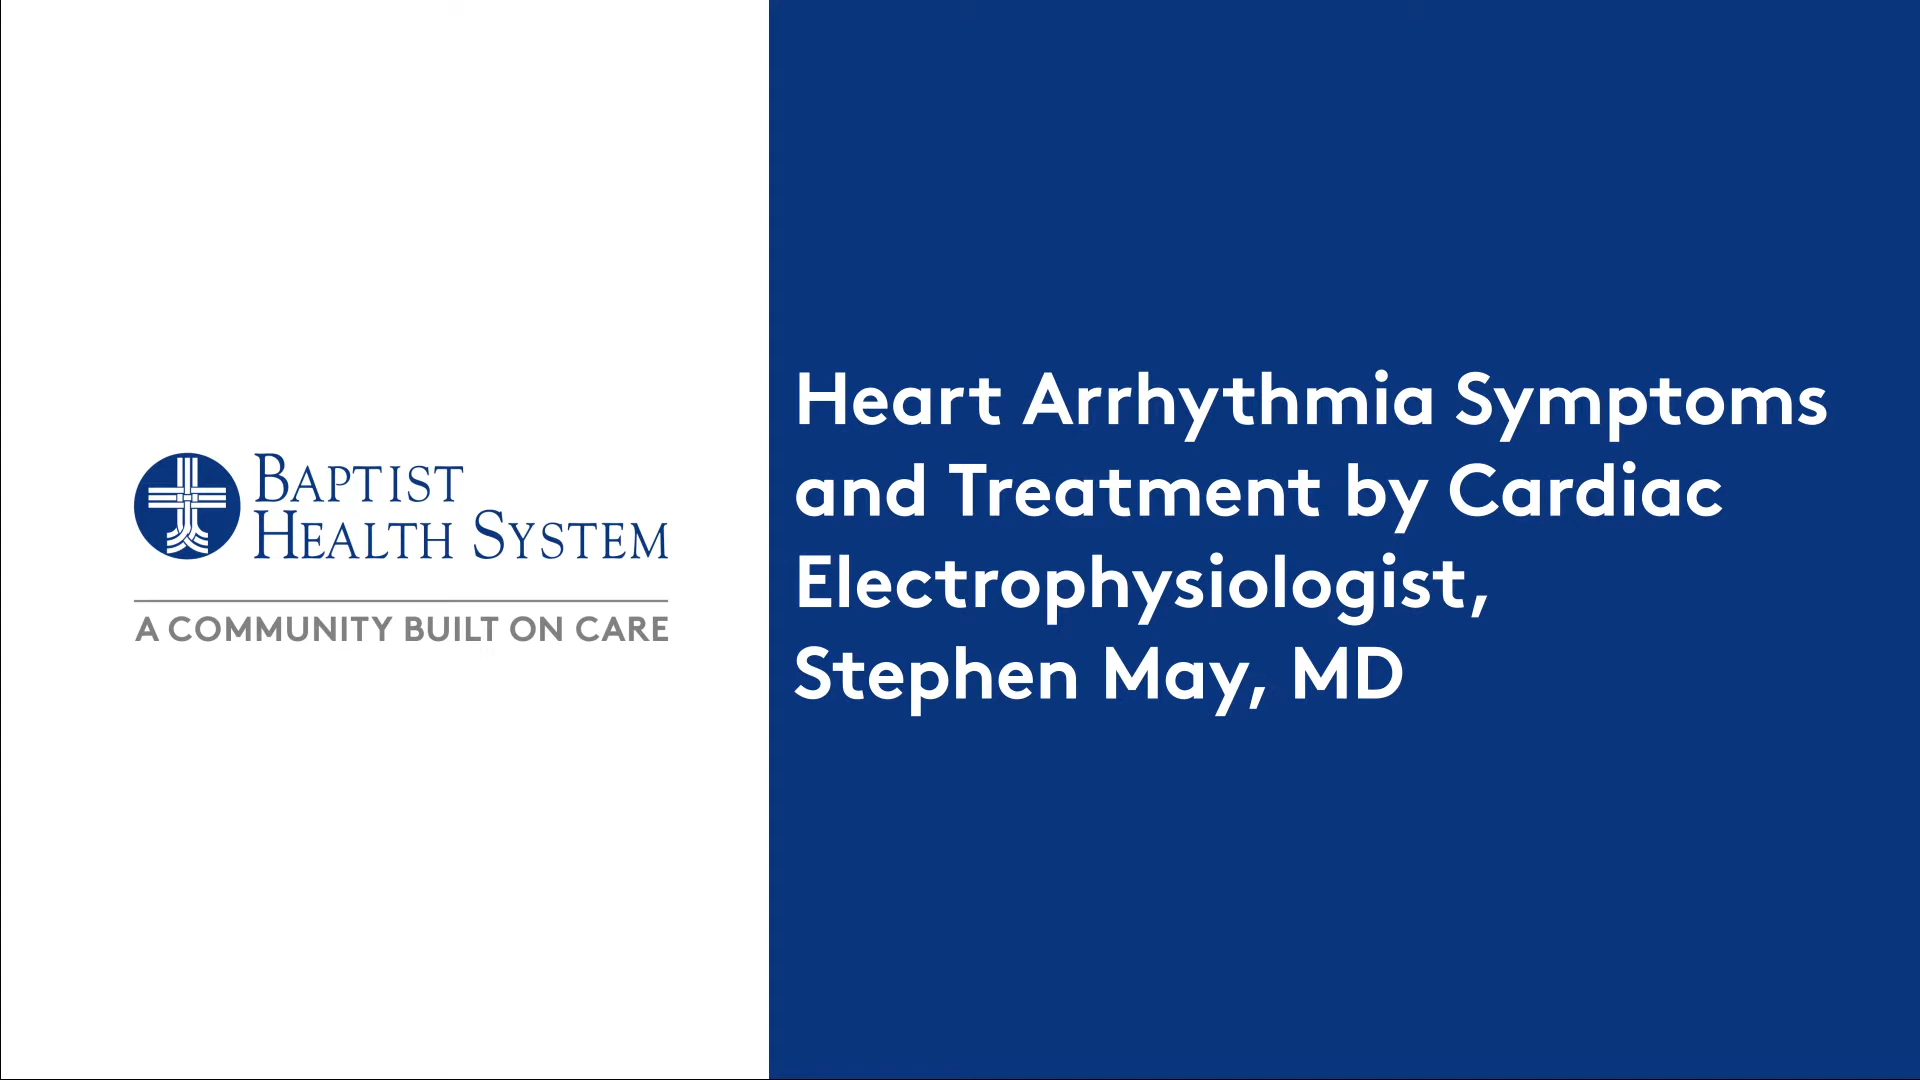 BAPTIST
HEALTH SYSTEM
A COMMUNITY BUILT ON CARE
Heart Arrhythmia Symptoms
and Treatment by Cardiac
Electrophysiologist,
Stephen May, MD